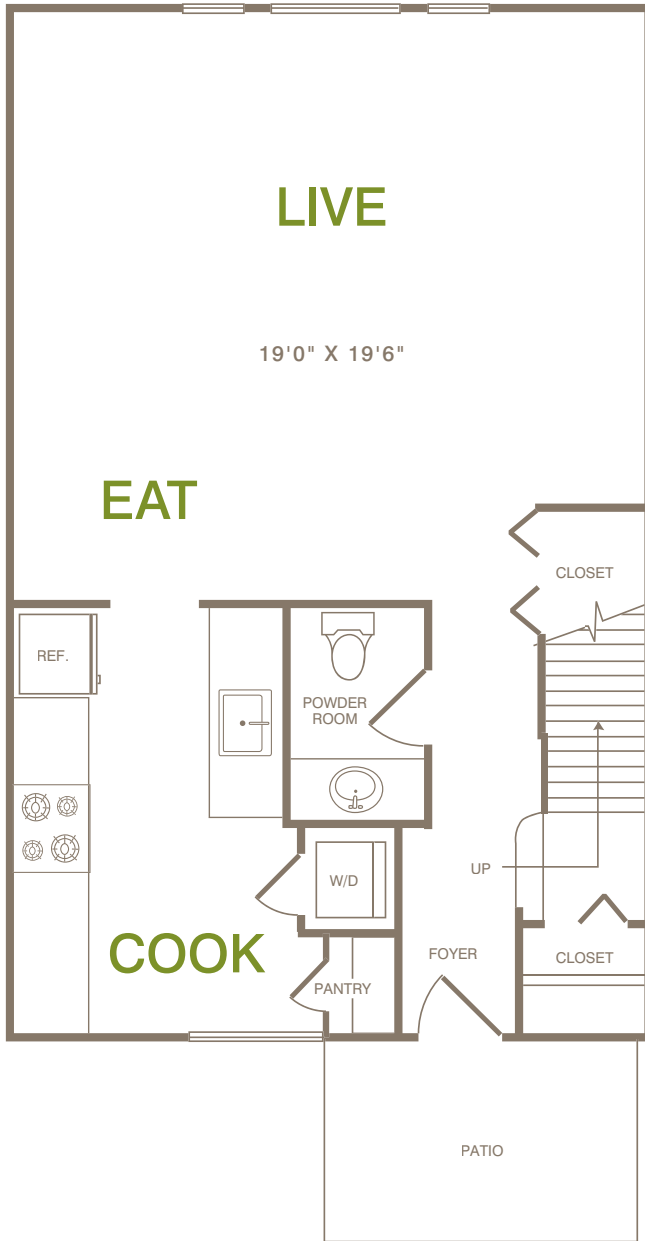 LIVE
19'0" X 19'6"
EAT
CLOSET
REF.
POWDER
ROOM
UP
W/D
COOK
FOYER
CLOSET
PANTRY
PATIO